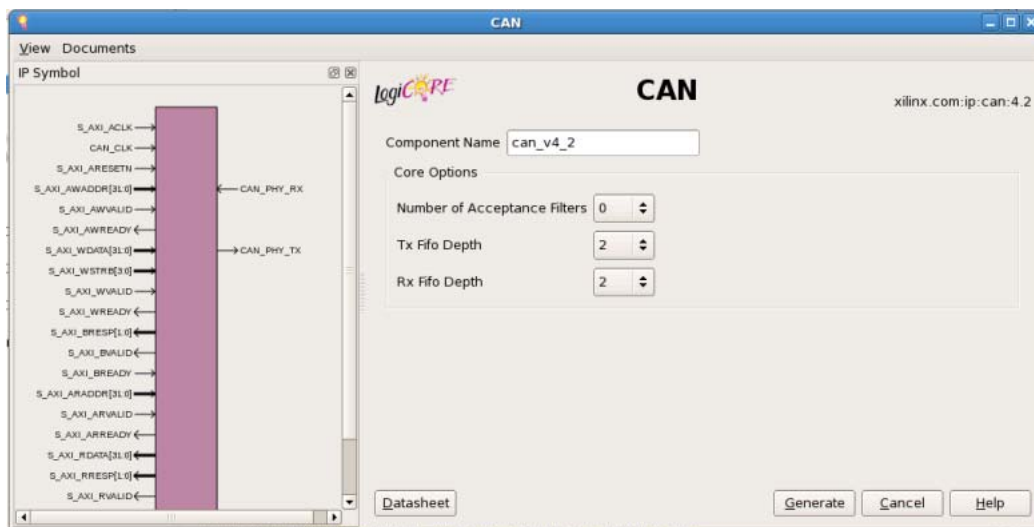 CAN
View Documents
IP Symbol
S_AXI_ACLK
CAN_CLK
S_AXI_ARESETN
S_AXI_AWADDR[31:0]
CAN_PHY_RX
S_AXI_AWVALID
S_AXI_AWREADY
S_AXI_WDATA[31:0]
CAN_PHY_TX
S_AXI_WSTRB[3:0]
S_AXI_WVALID
S_AXI_WREADY
S_AXI_BRESP[1:0]
S_AXI_BVALID
S_AXI_BREADY
S_AXI_ARADDR[31:0]
S_AXI_ARVALID
S_AXI_ARREADY
S_AXI_RDATA[31:0]
S_AXI_RRESP[1:0]
S_AXI_RVALID
LogiCORE
CAN
xilinx.com:ip:can:4.2
Component Name can_v4_2
Core Options
Number of Acceptance Filters 0
Tx Fifo Depth 2
Rx Fifo Depth 2
Datasheet Generate Cancel Help